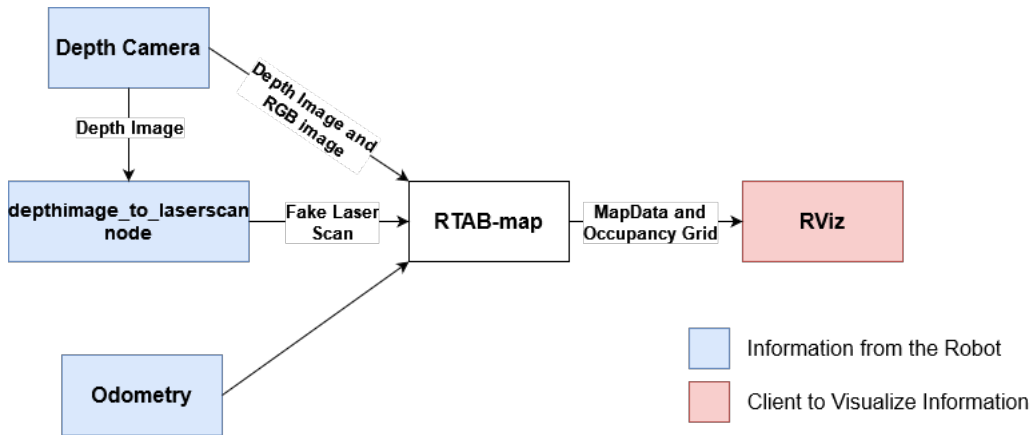 Depth Camera
Depth Image and
RGB image
Depth Image
depthimage_to_laserscan
node
Fake Laser
Scan
RTAB-map
MapData and
Occupancy Grid
RViz
Odometry
Information from the Robot
Client to Visualize Information